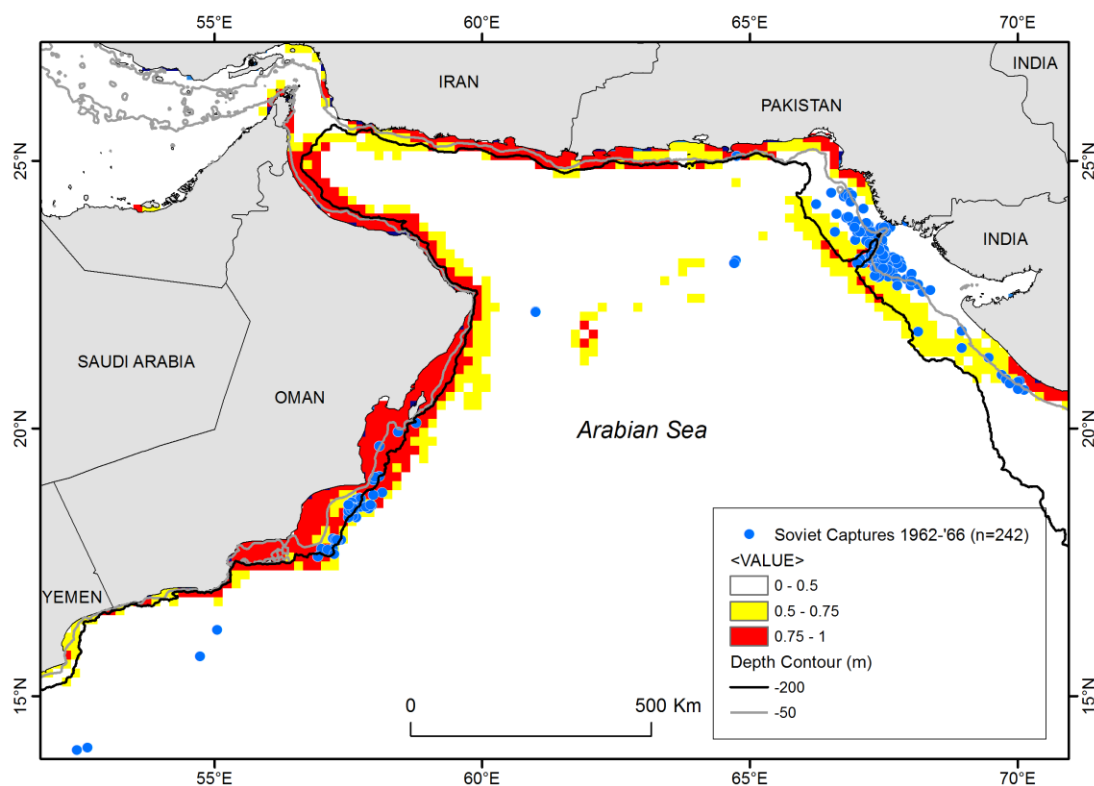 55°E
60°E
65°E
70°E
IRAN
INDIA
PAKISTAN
25°N
25°N
INDIA
SAUDI ARABIA
OMAN
20°N
Arabian Sea
20°N
YEMEN
Soviet Captures 1962-'66 (n=242)
<VALUE>
0 - 0.5
0.5 - 0.75
0.75 - 1
Depth Contour (m)
-200
-50
0
500 Km
15°N
15°N
55°E
60°E
65°E
70°E